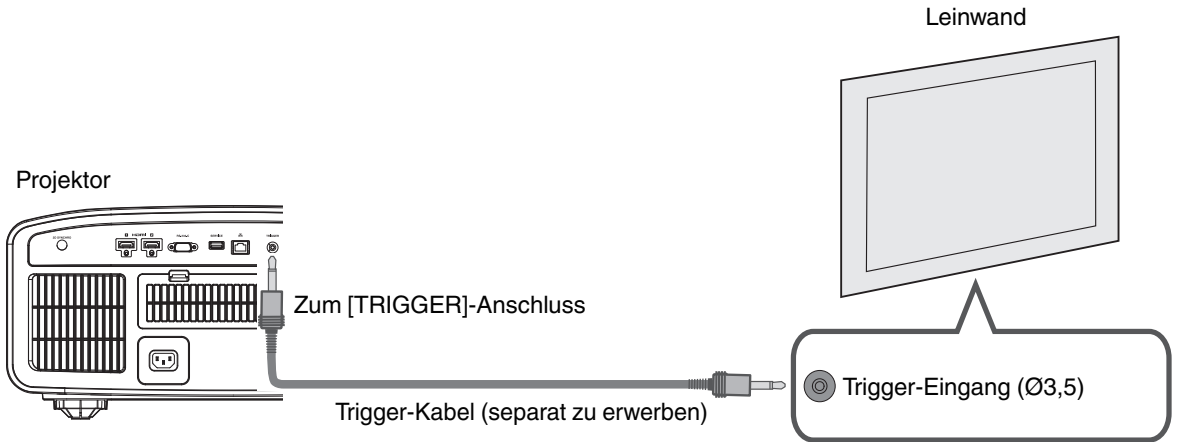 Leinwand
Projektor
Zum [TRIGGER]-Anschluss
Trigger-Eingang (Ø3,5)
Trigger-Kabel (separat zu erwerben)